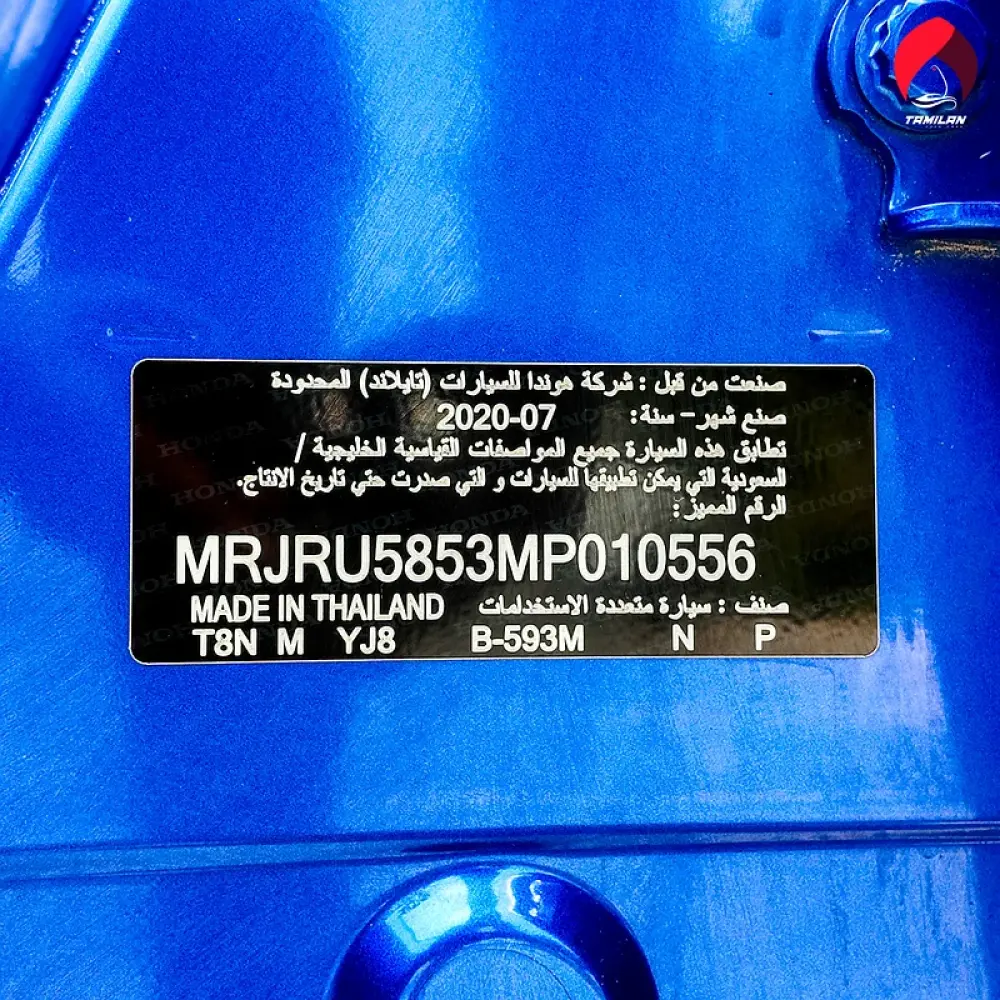 TAMILAN
صنعت من قبل : شركة هوندا للسيارات (تايلاند) المحدودة
صنع شهر- سنة: 2020-07
تطابق هذه السيارة جميع المواصفات القياسية الخليجية /
السعودية التي يمكن تطبيقها للسيارات و التي صدرت حتي تاريخ الانتاج.
الرقم المميز:
MRJRU5853MP010556
MADE IN THAILAND صنف : سيارة متعددة الاستخدامات
T8N M YJ8 B-593M N P